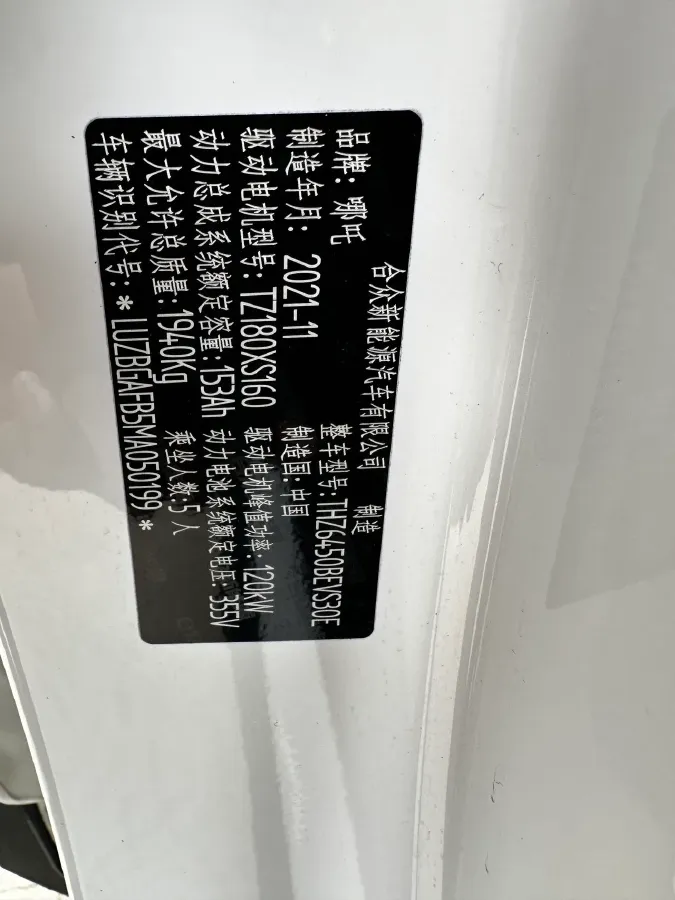 合众新能源汽车有限公司 制造
品牌: 哪吒 整车型号: THZ6450BEVS30E
制造年月: 2021-11 制造国: 中国
驱动电机型号: TZ180XS160 驱动电机峰值功率: 120kW
动力总成系统额定容量: 153Ah 动力电池系统额定电压: 355V
最大允许总质量: 1940Kg 乘坐人数: 5 人
车辆识别代号: *LUZBGAFB5MA050199*